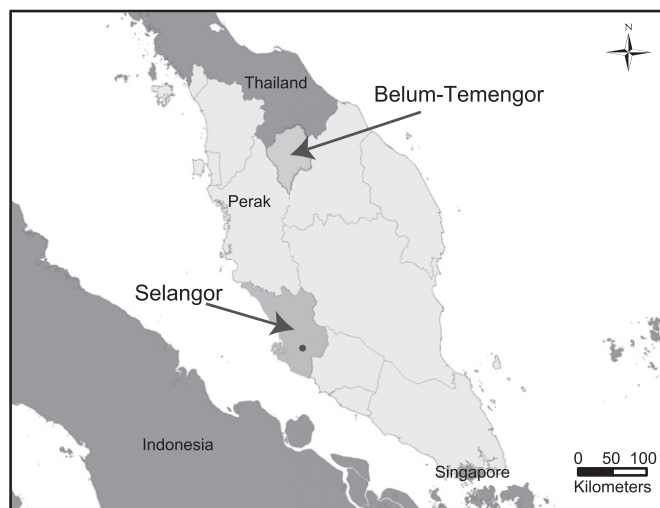 N
Thailand
Belum-Temengor
Perak
Selangor
Indonesia
Singapore
0 50 100
Kilometers